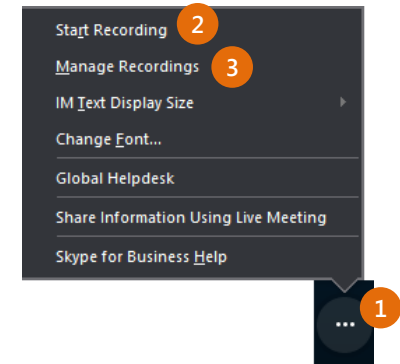 Start Recording 2
Manage Recordings 3
IM Text Display Size
Change Font...
Global Helpdesk
Share Information Using Live Meeting
Skype for Business Help
1
...